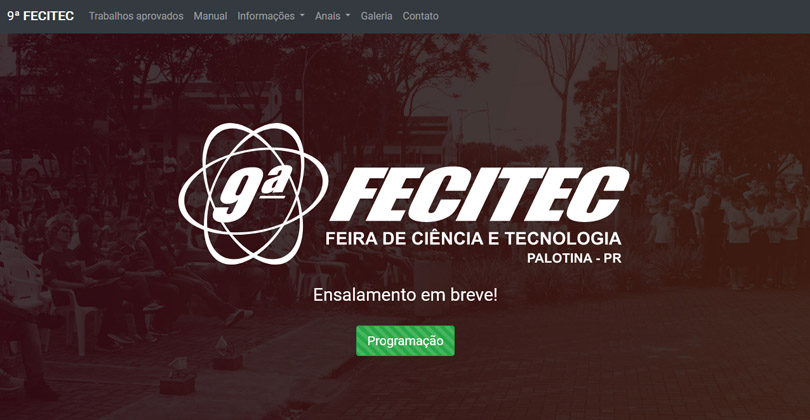 9ª FECITEC Trabalhos aprovados Manual Informações Anais Galeria Contato
9ª FECITEC
FEIRA DE CIÊNCIA E TECNOLOGIA
PALOTINA - PR
Ensalamento em breve!
Programação